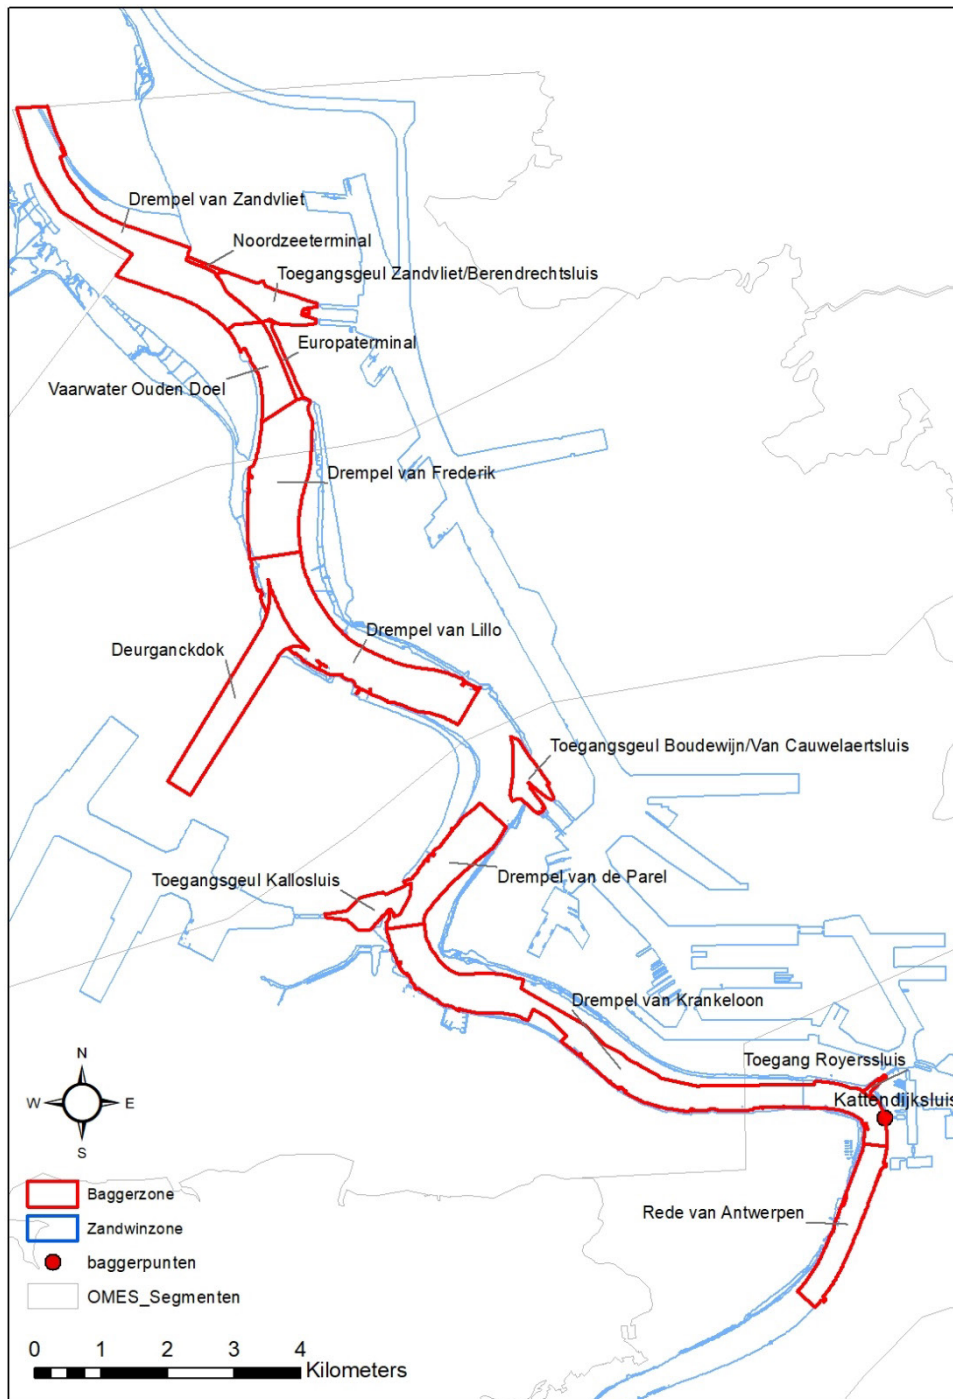 Drempel van Zandvliet
Noordzeeterminal
Toegangsgeul Zandvliet/Berendrechtsluis
Europaterminal
Vaarwater Ouden Doel
Drempel van Frederik
Drempel van Lillo
Deurganckdok
Toegangsgeul Boudewijn/Van Cauwelaertsluis
Drempel van de Parel
Toegangsgeul Kallosluis
Drempel van Krankeloon
Toegang Royerssluis
Kattendijksluis
Rede van Antwerpen
N
W E
S
Baggerzone
Zandwinzone
baggerpunten
OMES_Segmenten
0 1 2 3 4
Kilometers